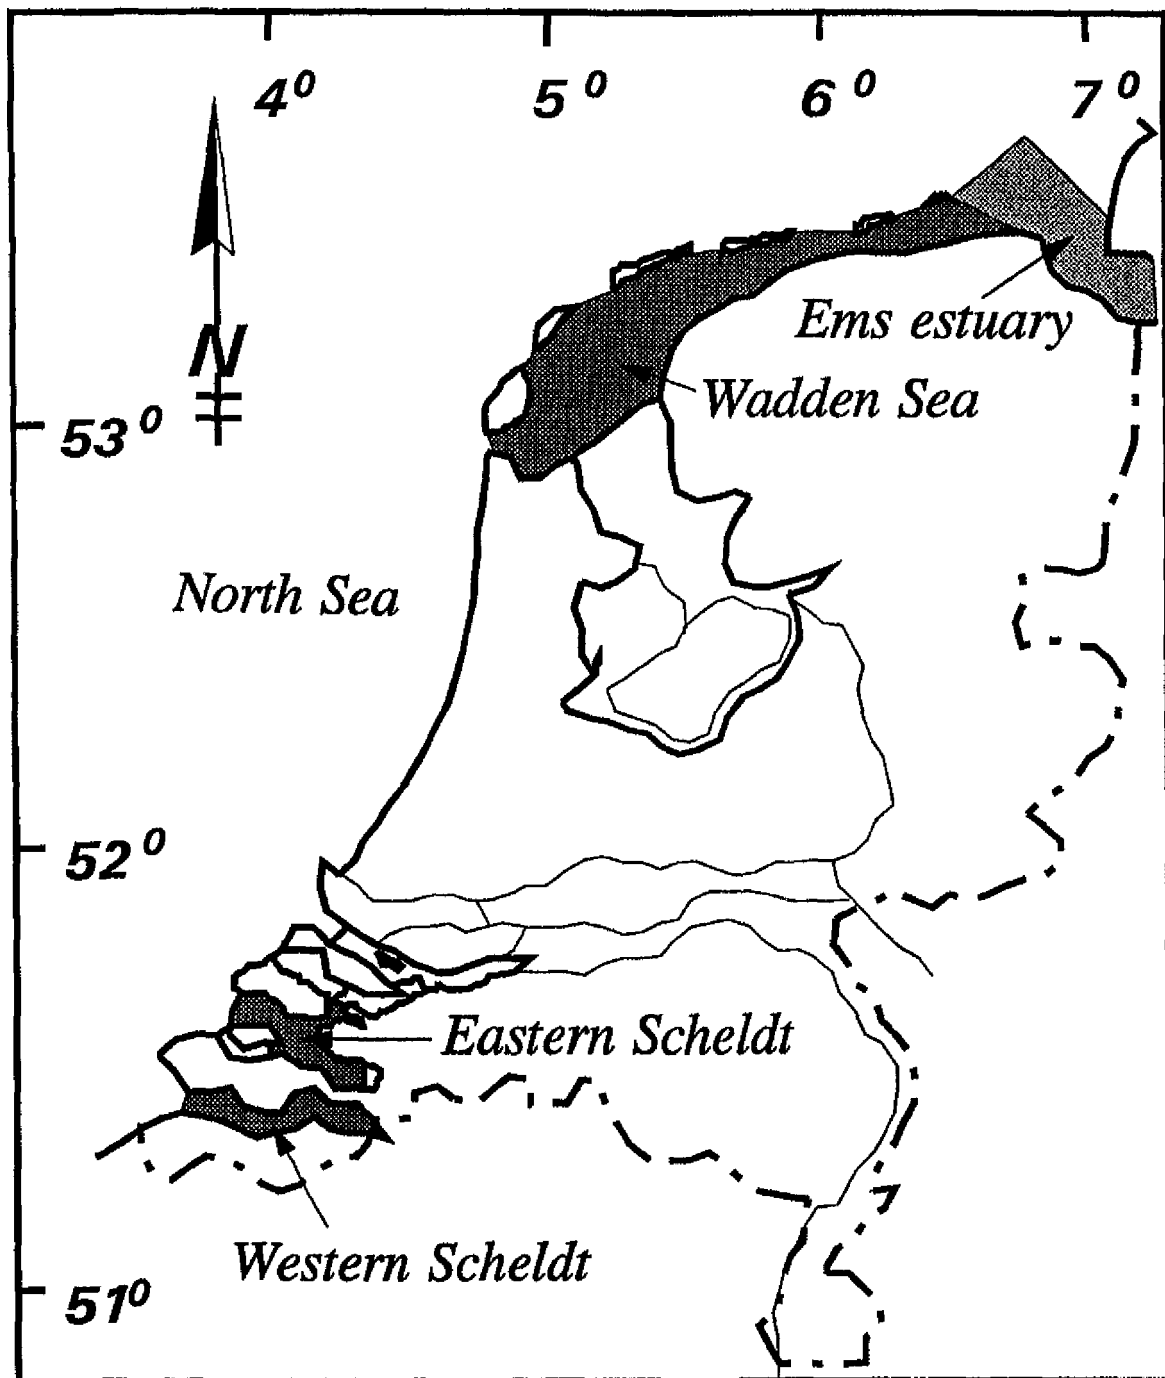 4⁰ 5⁰ 6⁰ 7⁰
N
Ems estuary
Wadden Sea
53⁰
North Sea
52⁰
Eastern Scheldt
Western Scheldt
51⁰